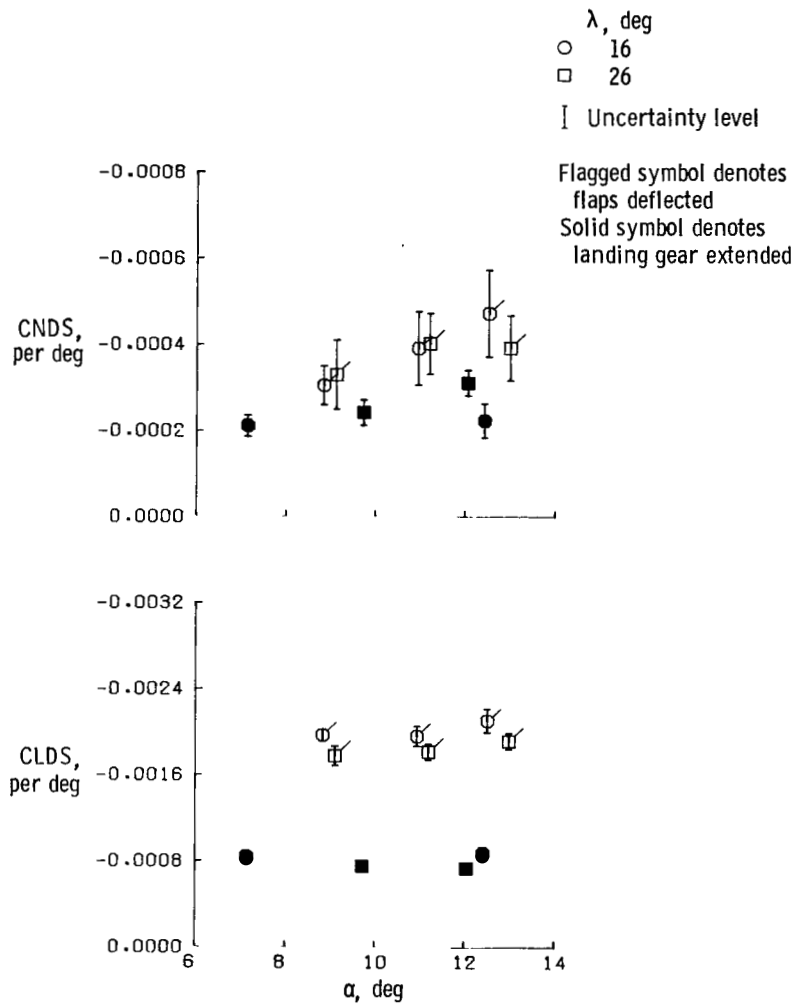 λ, deg
16
26
Uncertainty level
Flagged symbol denotes
flaps deflected
Solid symbol denotes
landing gear extended
-0.0008
-0.0006
CNDS,
per deg
-0.0004
-0.0002
0.0000
-0.0032
-0.0024
CLDS,
per deg
-0.0016
-0.0008
0.0000
6 8 10 12 14
α, deg